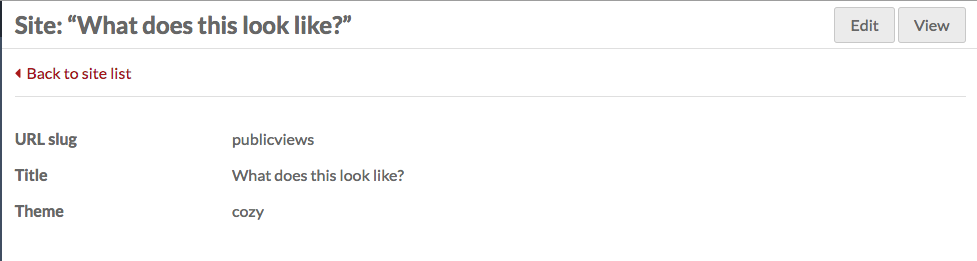 Site: “What does this look like?”
Edit
View
Back to site list
URL slug publicviews
Title What does this look like?
Theme cozy